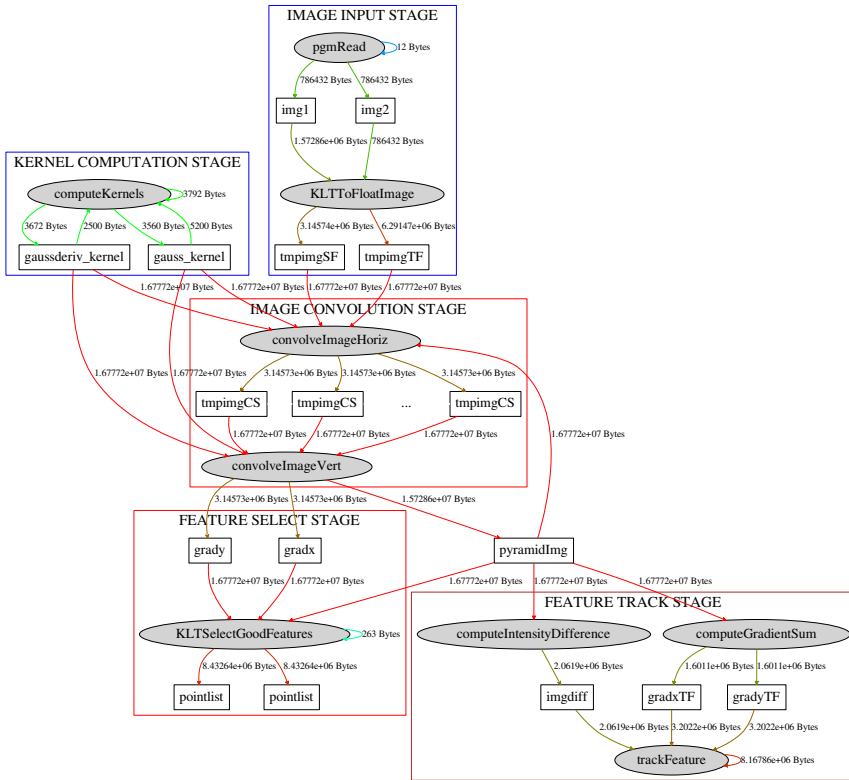 IMAGE INPUT STAGE
pgmRead
12 Bytes
786432 Bytes
786432 Bytes
img1
img2
1.57286e+06 Bytes
786432 Bytes
KERNEL COMPUTATION STAGE
computeKernels
3792 Bytes
KLTToFloatImage
3672 Bytes
2500 Bytes
3560 Bytes
5200 Bytes
3.14574e+06 Bytes
6.29147e+06 Bytes
gaussderiv_kernel
gauss_kernel
tmpimgSF
tmpimgTF
1.67772e+07 Bytes
1.67772e+07 Bytes
1.67772e+07 Bytes
1.67772e+07 Bytes
IMAGE CONVOLUTION STAGE
convolveImageHoriz
1.67772e+07 Bytes
1.67772e+07 Bytes
3.14573e+06 Bytes
3.14573e+06 Bytes
3.14573e+06 Bytes
tmpimgCS
tmpimgCS
...
tmpimgCS
1.67772e+07 Bytes
1.67772e+07 Bytes
1.67772e+07 Bytes
1.67772e+07 Bytes
convolveImageVert
3.14573e+06 Bytes
3.14573e+06 Bytes
1.57286e+07 Bytes
FEATURE SELECT STAGE
grady
gradx
pyramidImg
1.67772e+07 Bytes
1.67772e+07 Bytes
1.67772e+07 Bytes
1.67772e+07 Bytes
1.67772e+07 Bytes
FEATURE TRACK STAGE
KLTSelectGoodFeatures
263 Bytes
computeIntensityDifference
computeGradientSum
8.43264e+06 Bytes
8.43264e+06 Bytes
2.0619e+06 Bytes
1.6011e+06 Bytes
1.6011e+06 Bytes
pointlist
pointlist
imgdiff
gradxTF
gradyTF
2.0619e+06 Bytes
3.2022e+06 Bytes
3.2022e+06 Bytes
trackFeature
8.16786e+06 Bytes